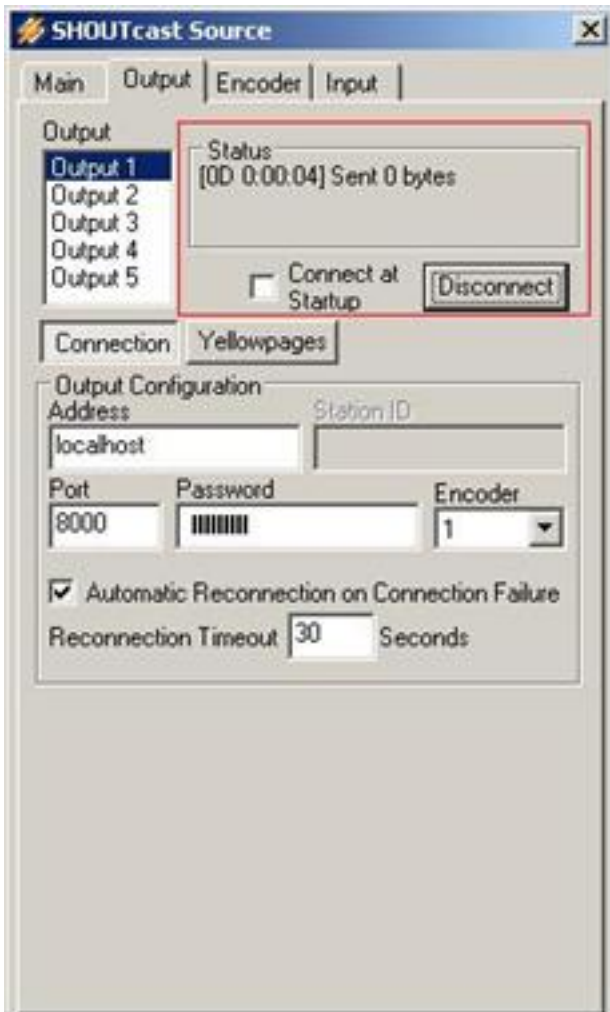 SHOUTcast Source
Main Output Encoder Input
Output
Output 1
Output 2
Output 3
Output 4
Output 5
Status
[0D 0:00:04] Sent 0 bytes
Connect at
Startup
Disconnect
Connection Yellowpages
Output Configuration
Address Station ID
localhost
Port Password Encoder
8000 1
Automatic Reconnection on Connection Failure
Reconnection Timeout 30 Seconds